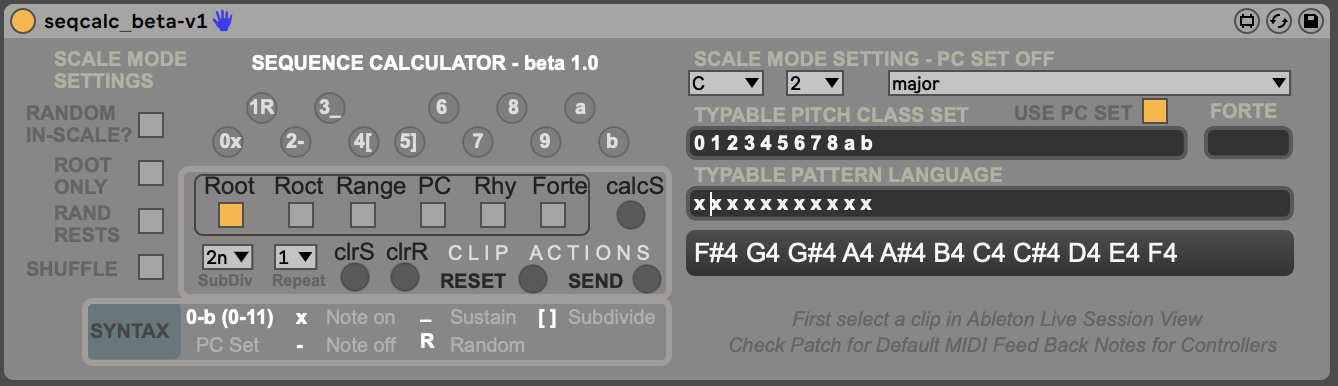 seqcalc_beta-v1
SCALE MODE
SETTINGS
RANDOM
IN-SCALE?
ROOT
ONLY
RAND
RESTS
SHUFFLE
SEQUENCE CALCULATOR - beta 1.0
1R 3_ 6 8 a
0x 2- 4[ 5] 7 9 b
Root Roct Range PC Rhy Forte calcS
2n 1 clrS clrR CLIP ACTIONS
SubDiv Repeat RESET SEND
SYNTAX
0-b (0-11) x Note on _ Sustain [ ] Subdivide
PC Set - Note off R Random
SCALE MODE SETTING - PC SET OFF
C 2 major
TYPABLE PITCH CLASS SET USE PC SET FORTE
0 1 2 3 4 5 6 7 8 a b
TYPABLE PATTERN LANGUAGE
x x x x x x x x x x x
F#4 G4 G#4 A4 A#4 B4 C4 C#4 D4 E4 F4
First select a clip in Ableton Live Session View
Check Patch for Default MIDI Feed Back Notes for Controllers